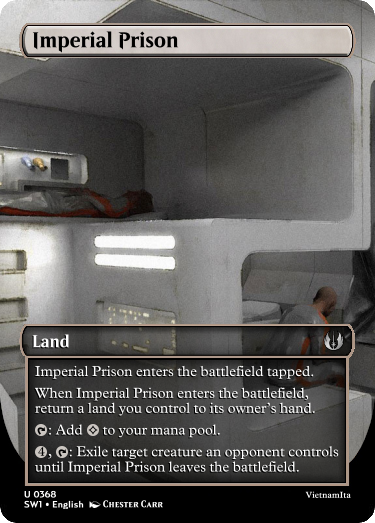 Imperial Prison
Land
Imperial Prison enters the battlefield tapped.
When Imperial Prison enters the battlefield,
return a land you control to its owner's hand.
: Add to your mana pool.
4, : Exile target creature an opponent controls
until Imperial Prison leaves the battlefield.
U 0368
VietnamIta
SW1 • English Chester Carr